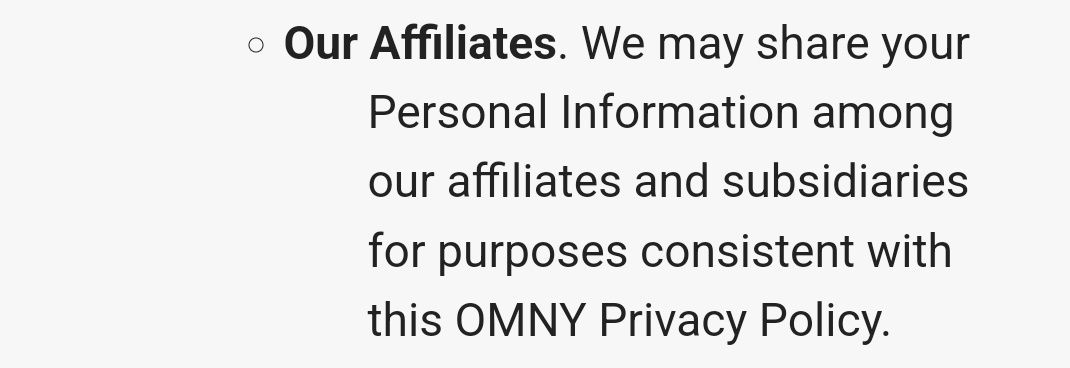 Our Affiliates. We may share your
Personal Information among
our affiliates and subsidiaries
for purposes consistent with
this OMNY Privacy Policy.